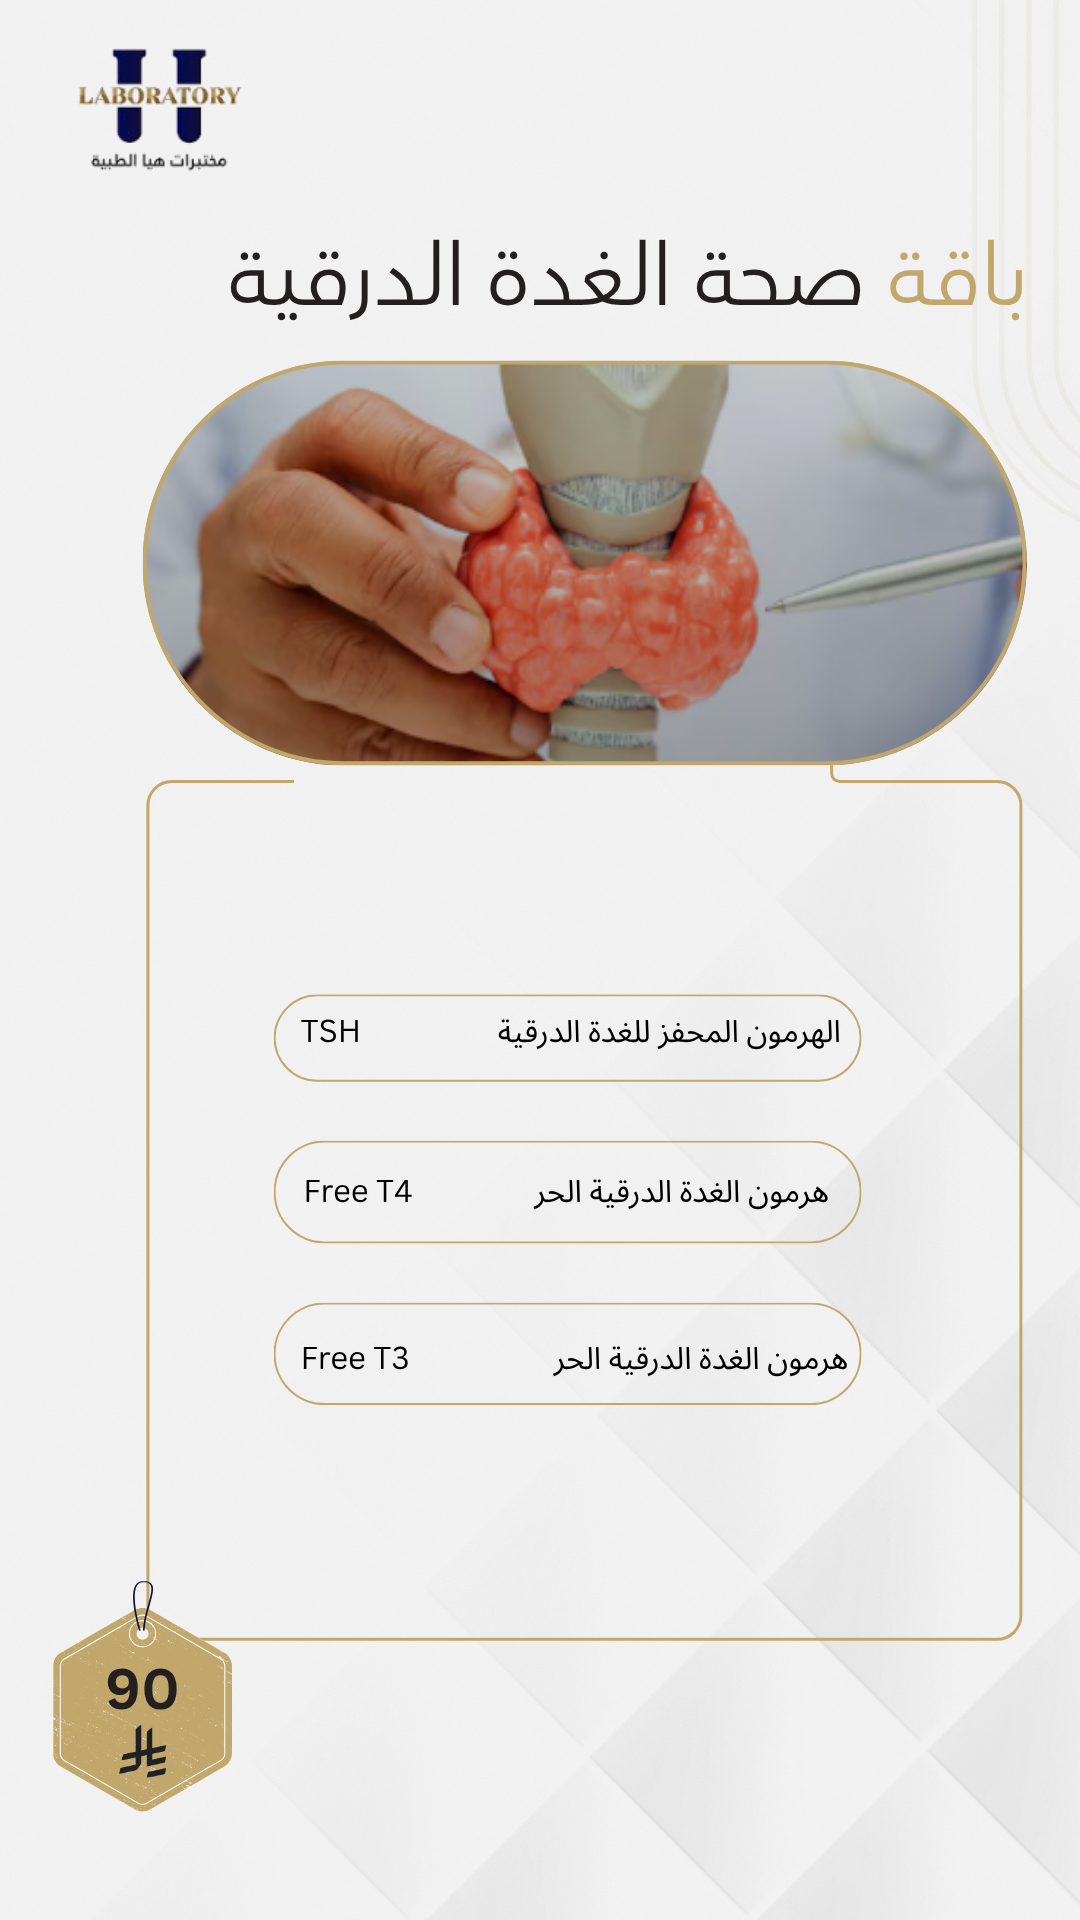 LABORATORY
مختبرات هيا الطبية
باقة صحة الغدة الدرقية
الهرمون المحفز للغدة الدرقية TSH
هرمون الغدة الدرقية الحر Free T4
هرمون الغدة الدرقية الحر Free T3
90